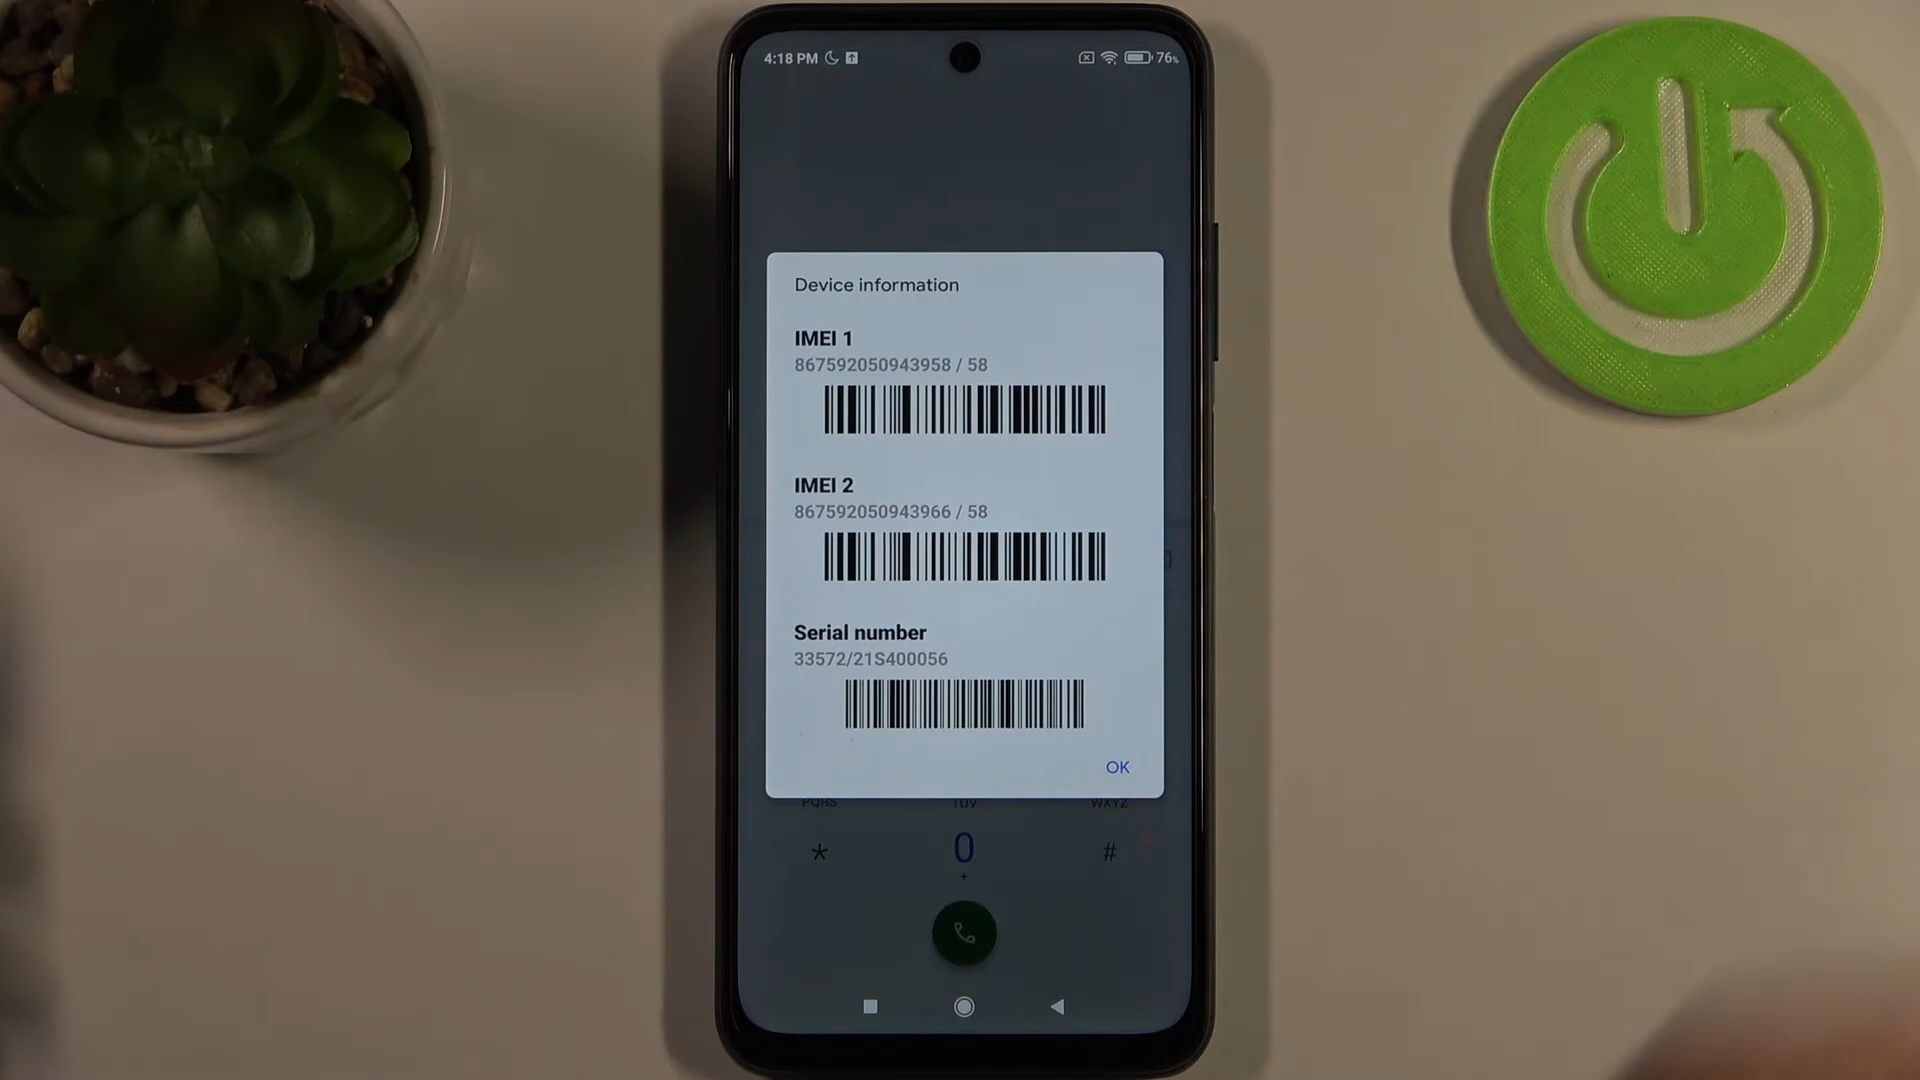 4:18 PM 76%
Device information
IMEI 1
867592050943958 / 58
IMEI 2
867592050943966 / 58
Serial number
33572/21S400056
OK
PQRS TUV WXYZ
* 0 #
+